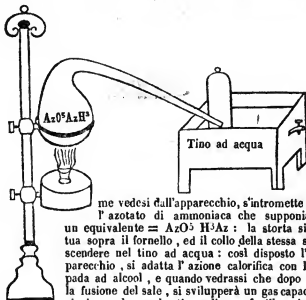 AzO⁵AzH³
Tino ad acqua
me vedesi dall'apparecchio, s'intromette
l' azotato di ammoniaca che supponi
un equivalente = AzO⁵ H³Az : la storta si
tua sopra il fornello , ed il collo della stessa s
scendere nel tino ad acqua : così disposto l'
parecchio , si adatta l' azione calorifica con l
pada ad alcool , e quando vedrassi che dopo
la fusione del sale , si svilupperà un gas capac